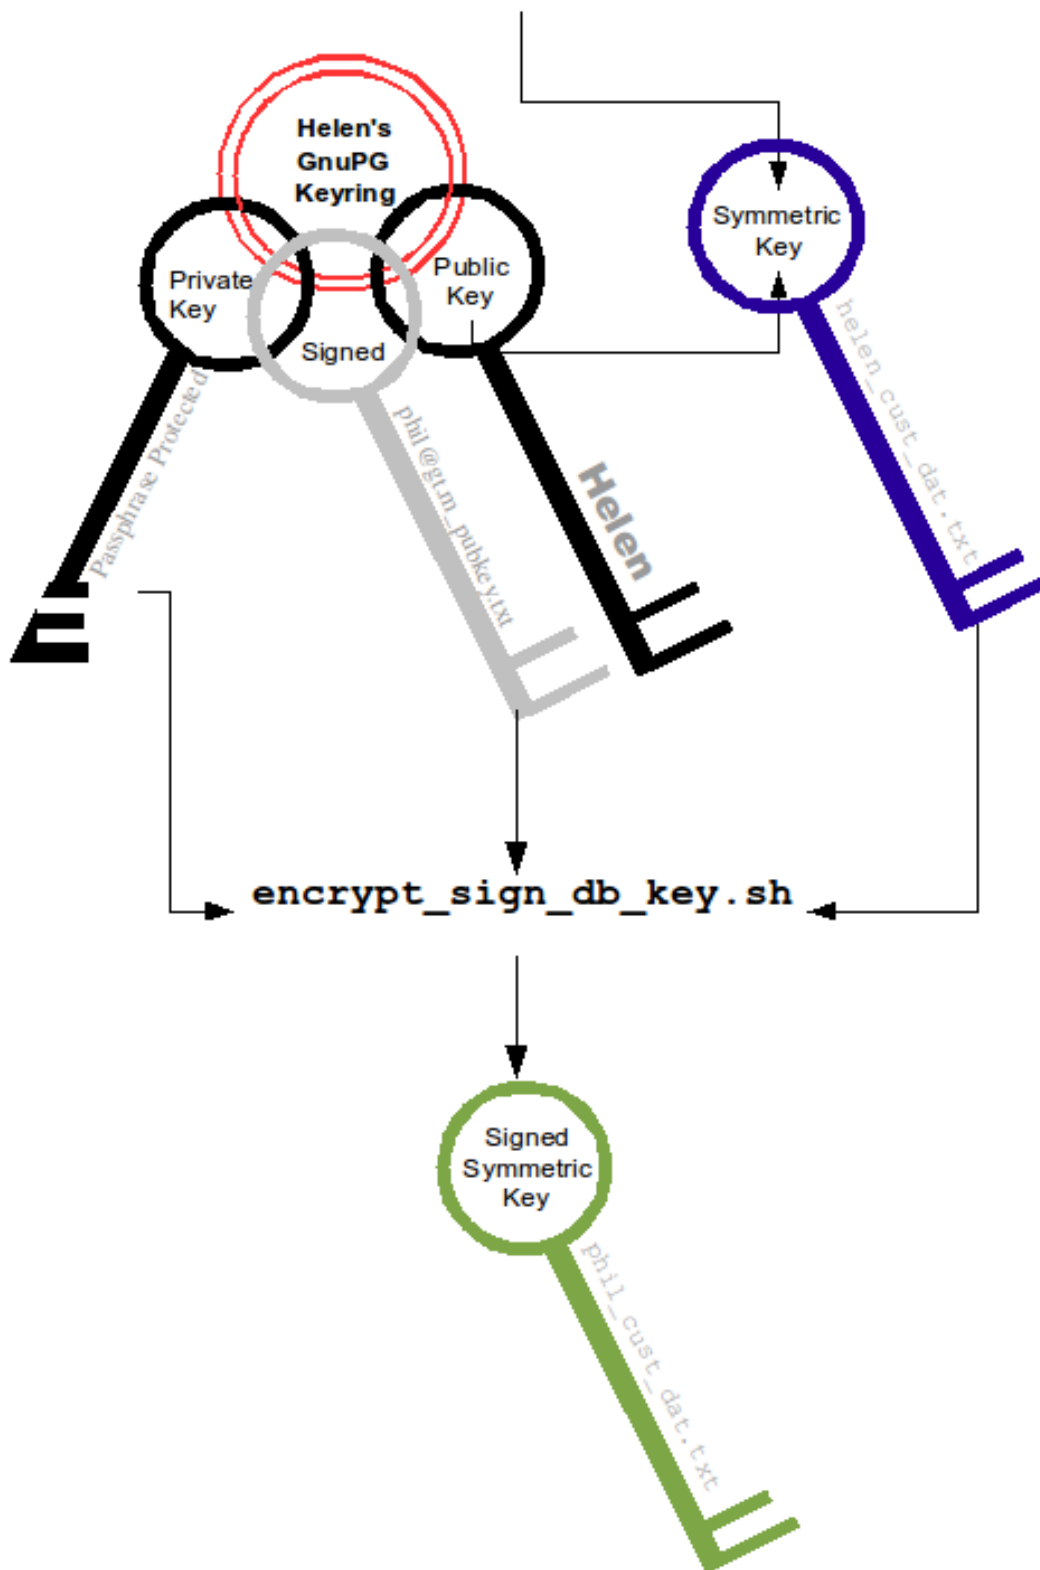 Helen's
GnuPG
Keyring
Private
Key
Signed
Public
Key
Symmetric
Key
Passphrase Protected
phil@gt.m_pubkey.txt
Helen
helen_cust_dat.txt
encrypt_sign_db_key.sh
Signed
Symmetric
Key
phil_cust_dat.txt